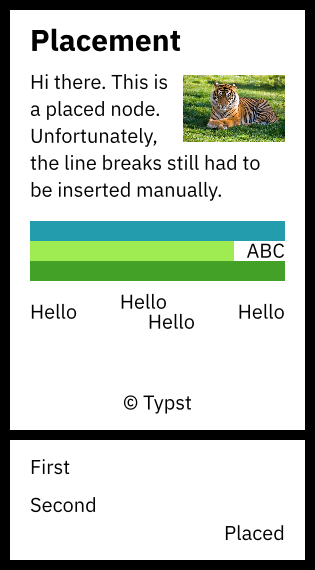 Placement
Hi there. This is
a placed node.
Unfortunately,
the line breaks still had to
be inserted manually.
ABC
Hello Hello Hello Hello
© Typst
First
Second
Placed